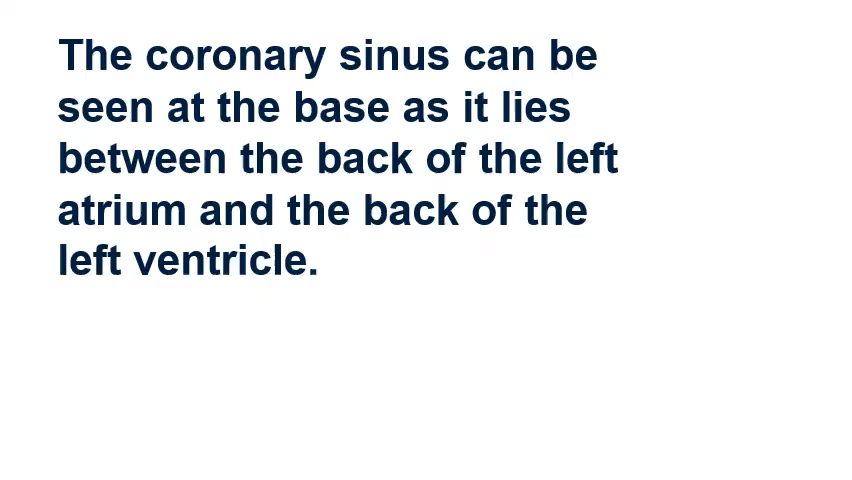 The coronary sinus can be
seen at the base as it lies
between the back of the left
atrium and the back of the
left ventricle.